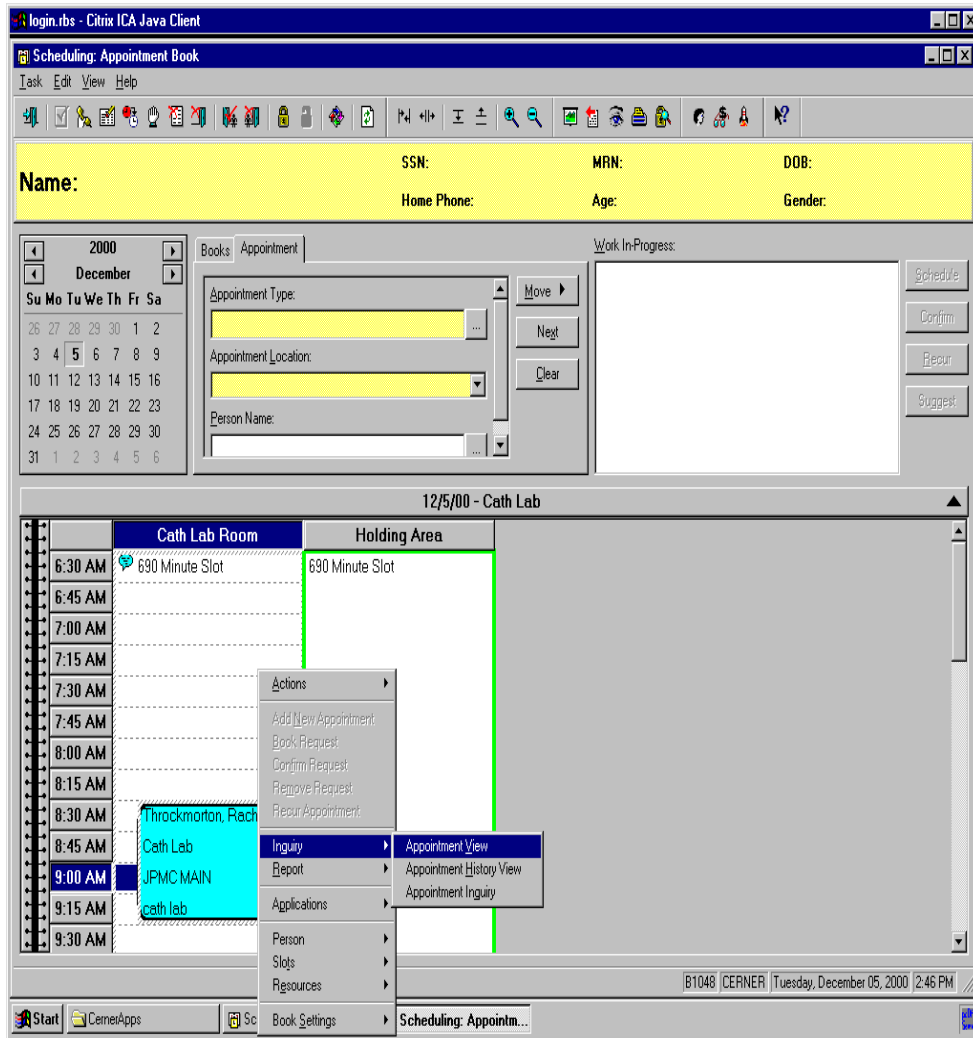 login.rbs - Citrix ICA Java Client
Scheduling: Appointment Book
Task Edit View Help
Name:
SSN: MRN: DOB:
Home Phone: Age: Gender:
2000
December
Su Mo Tu We Th Fr Sa
26 27 28 29 30 1 2
3 4 5 6 7 8 9
10 11 12 13 14 15 16
17 18 19 20 21 22 23
24 25 26 27 28 29 30
31 1 2 3 4 5 6
Books Appointment
Appointment Type:
...
Appointment Location:
Person Name:
...
Move
Next
Clear
Work In-Progress:
Schedule
Confirm
Recur
Suggest
12/5/00 - Cath Lab
Cath Lab Room Holding Area
6:30 AM 690 Minute Slot 690 Minute Slot
6:45 AM
7:00 AM
7:15 AM
7:30 AM
7:45 AM
8:00 AM
8:15 AM
8:30 AM Throckmorton, Rach
8:45 AM Cath Lab
9:00 AM JPMC MAIN
9:15 AM cath lab
9:30 AM
Actions
Add New Appointment
Book Request
Confirm Request
Remove Request
Recur Appointment
Inquiry
Report
Applications
Person
Slots
Resources
Book Settings
Appointment View
Appointment History View
Appointment Inquiry
B1048 CERNER Tuesday, December 05, 2000 2:46 PM
Start CernerApps Sc Scheduling: Appointm...